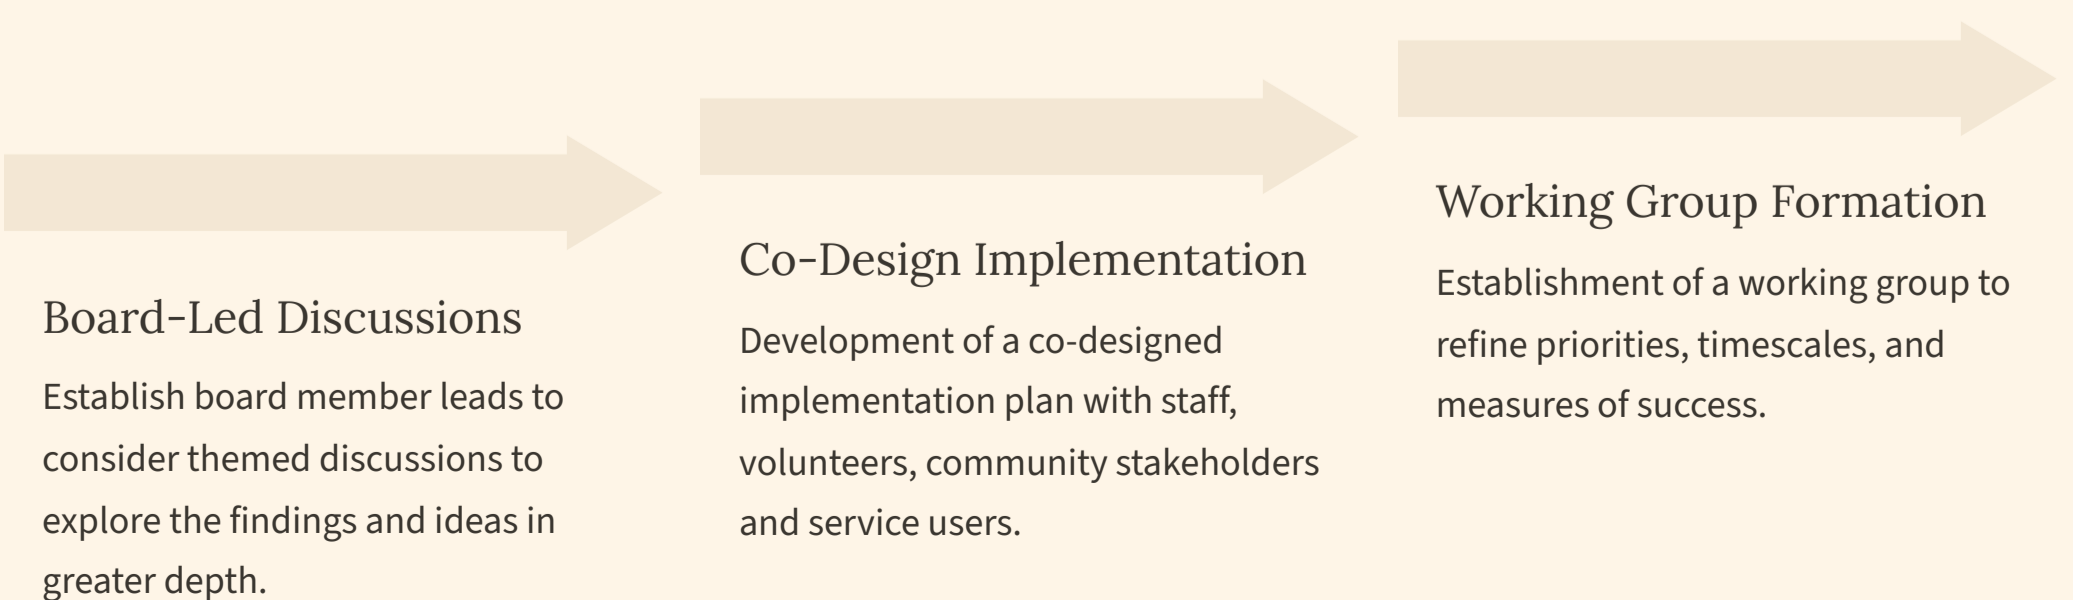 Board-Led Discussions
Establish board member leads to
consider themed discussions to
explore the findings and ideas in
greater depth.
Co-Design Implementation
Development of a co-designed
implementation plan with staff,
volunteers, community stakeholders
and service users.
Working Group Formation
Establishment of a working group to
refine priorities, timescales, and
measures of success.